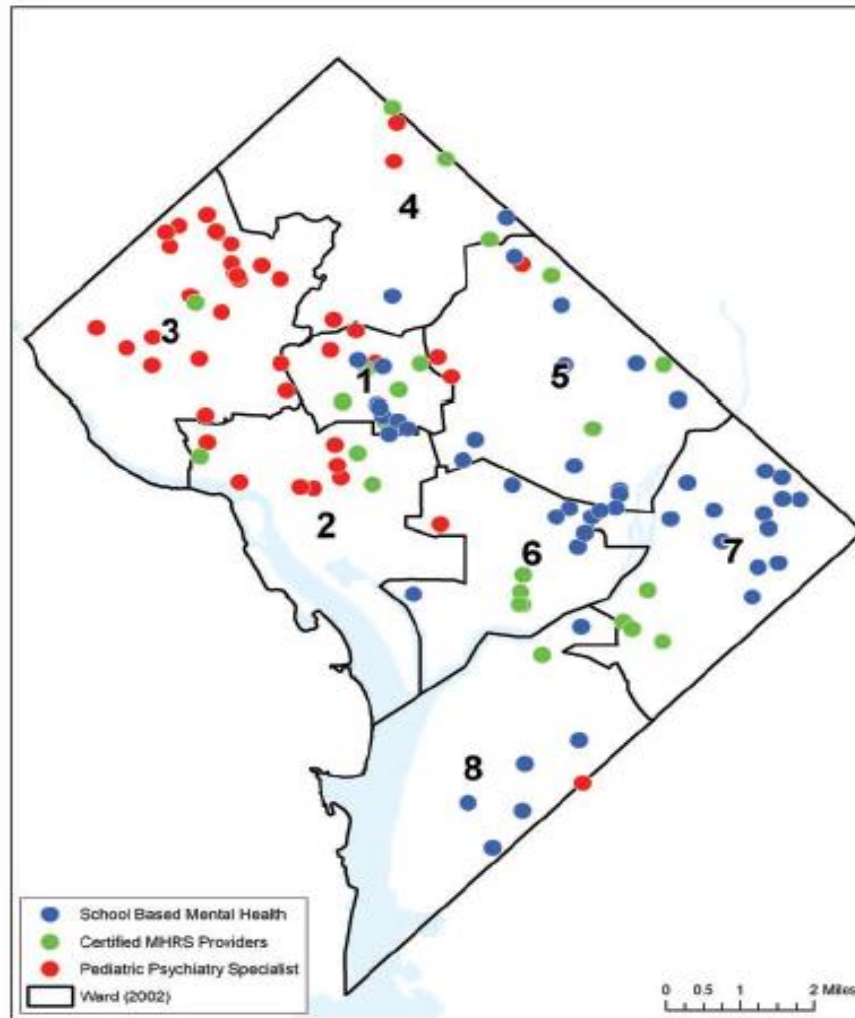 4
3
1
5
2
6
7
8
School Based Mental Health
Certified MHRS Providers
Pediatric Psychiatry Specialist
Ward (2002)
0 0.5 1 2 Miles